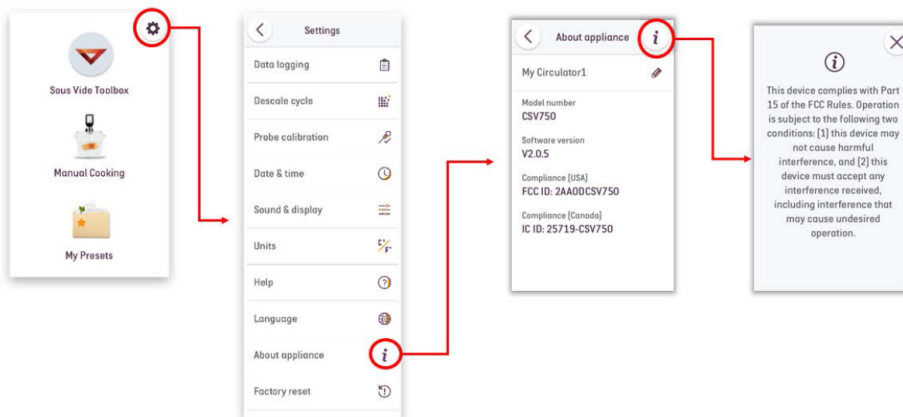 Sous Vide Toolbox
Manual Cooking
My Presets
Settings
Data logging
Descale cycle
Probe calibration
Date & time
Sound & display
Units
Help
Language
About appliance
Factory reset
About appliance
My Circulator1
Model number
CSV750
Software version
V2.0.5
Compliance (USA)
FCC ID: 2AAODCSV750
Compliance (Canada)
IC ID: 25719-CSV750
This device complies with Part
15 of the FCC Rules. Operation
is subject to the following two
conditions: (1) this device may
not cause harmful
interference, and (2) this
device must accept any
interference received,
including interference that
may cause undesired
operation.